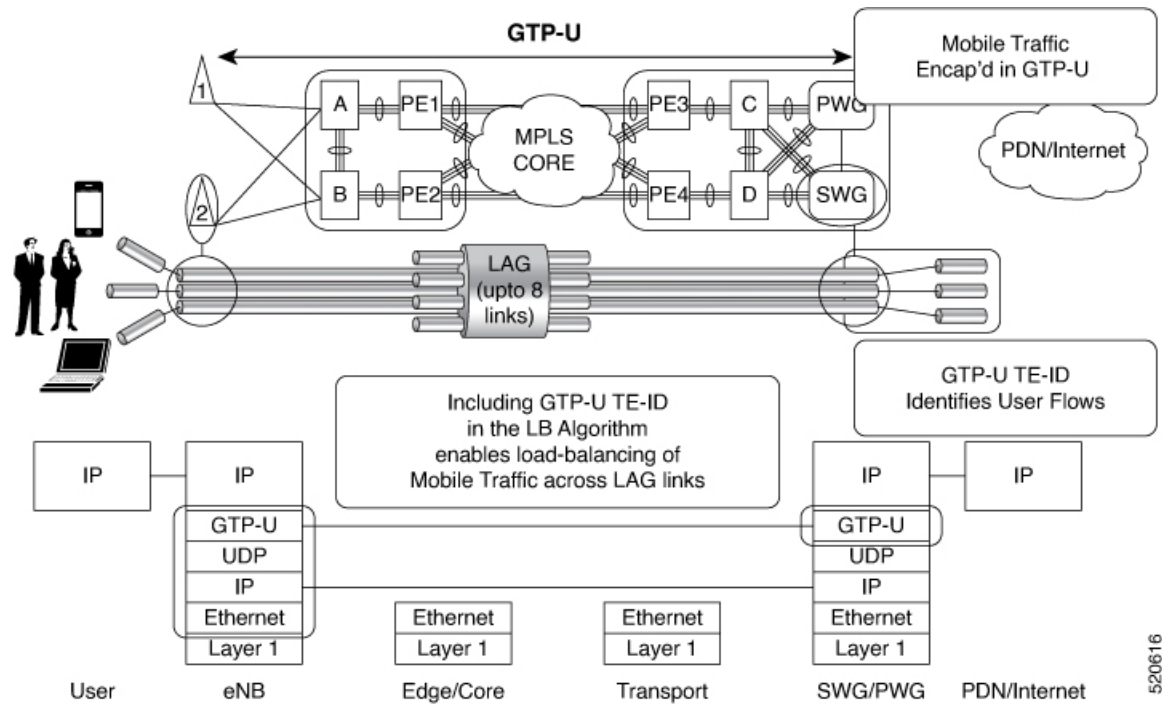 GTP-U
Mobile Traffic
Encap'd in GTP-U
1
A
PE1
PE3
C
PWG
MPLS
CORE
PDN/Internet
2
B
PE2
PE4
D
SWG
LAG
(upto 8
links)
GTP-U TE-ID
Identifies User Flows
Including GTP-U TE-ID
in the LB Algorithm
enables load-balancing of
Mobile Traffic across LAG links
IP
IP
IP
IP
GTP-U
GTP-U
UDP
UDP
IP
IP
Ethernet
Ethernet
Ethernet
Ethernet
Layer 1
Layer 1
Layer 1
Layer 1
User
eNB
Edge/Core
Transport
SWG/PWG
PDN/Internet
520616